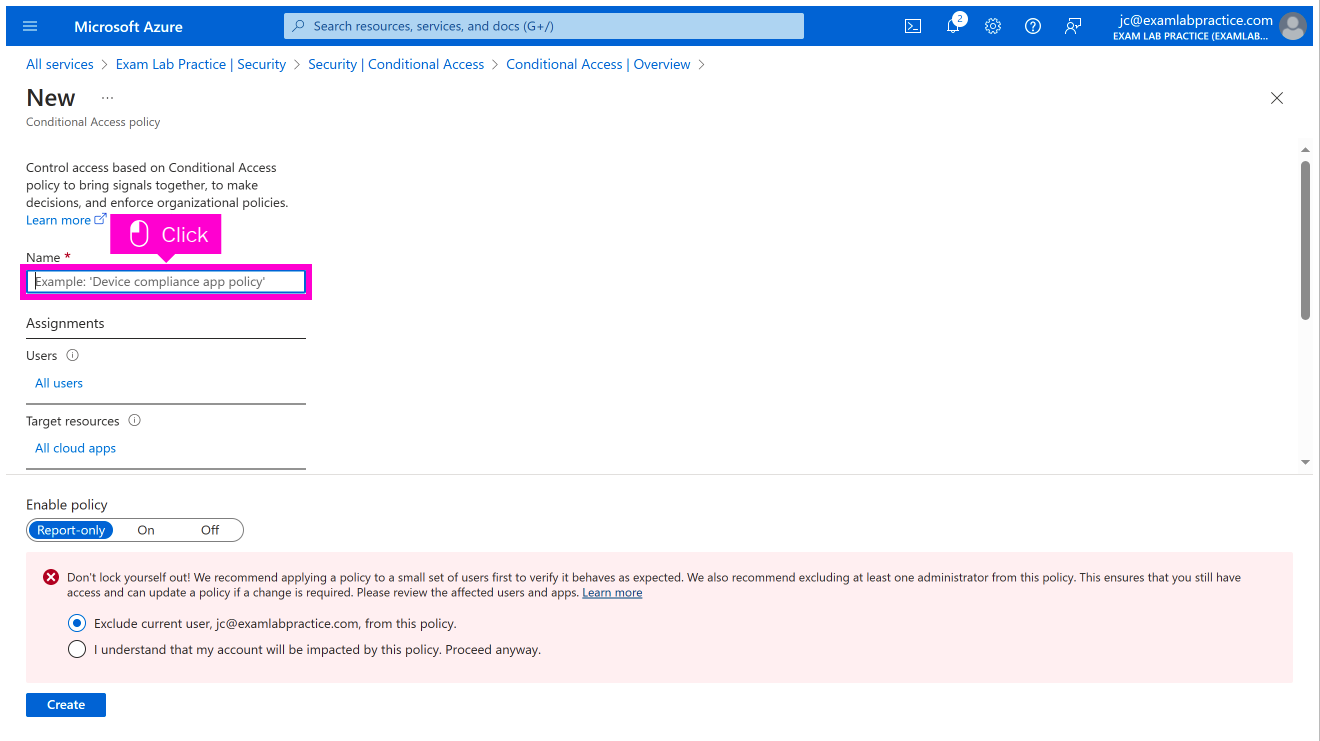 Microsoft Azure
Search resources, services, and docs (G+/)
2
jc@examlabpractice.com
EXAM LAB PRACTICE (EXAMLAB...
All services > Exam Lab Practice | Security > Security | Conditional Access > Conditional Access | Overview >
New ...
Conditional Access policy
Control access based on Conditional Access
policy to bring signals together, to make
decisions, and enforce organizational policies.
Learn more
Click
Name *
Example: 'Device compliance app policy'
Assignments
Users
All users
Target resources
All cloud apps
Enable policy
Report-only On Off
Don't lock yourself out! We recommend applying a policy to a small set of users first to verify it behaves as expected. We also recommend excluding at least one administrator from this policy. This ensures that you still have
access and can update a policy if a change is required. Please review the affected users and apps. Learn more
Exclude current user, jc@examlabpractice.com, from this policy.
I understand that my account will be impacted by this policy. Proceed anyway.
Create